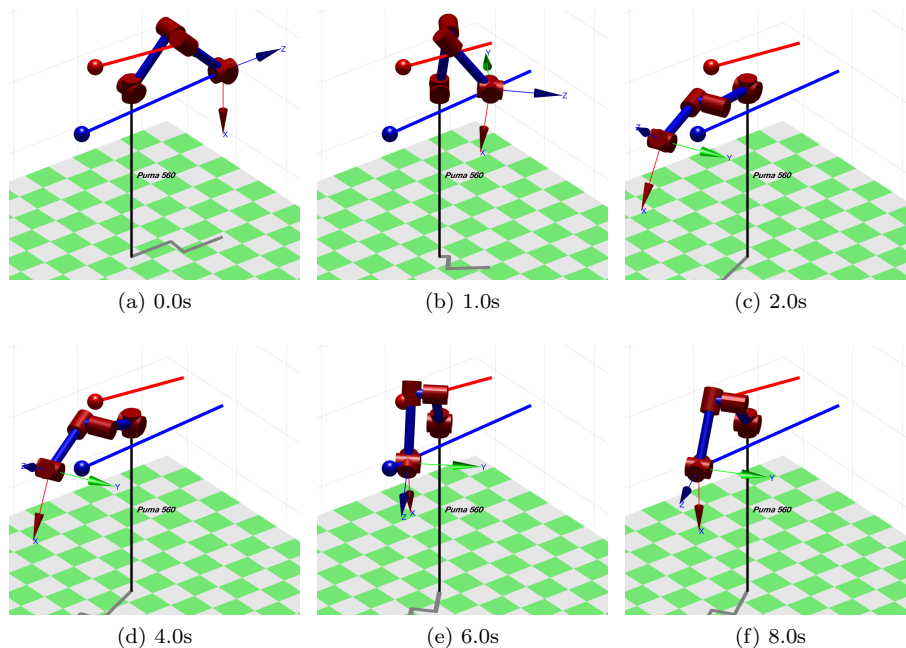 Z
X
Puma 560
(a) 0.0s
Y
Z
X
Puma 560
(b) 1.0s
Z
Y
X
Puma 560
(c) 2.0s
Z
Y
X
Puma 560
(d) 4.0s
Y
Z
X
Puma 560
(e) 6.0s
Y
Z
X
Puma 560
(f) 8.0s